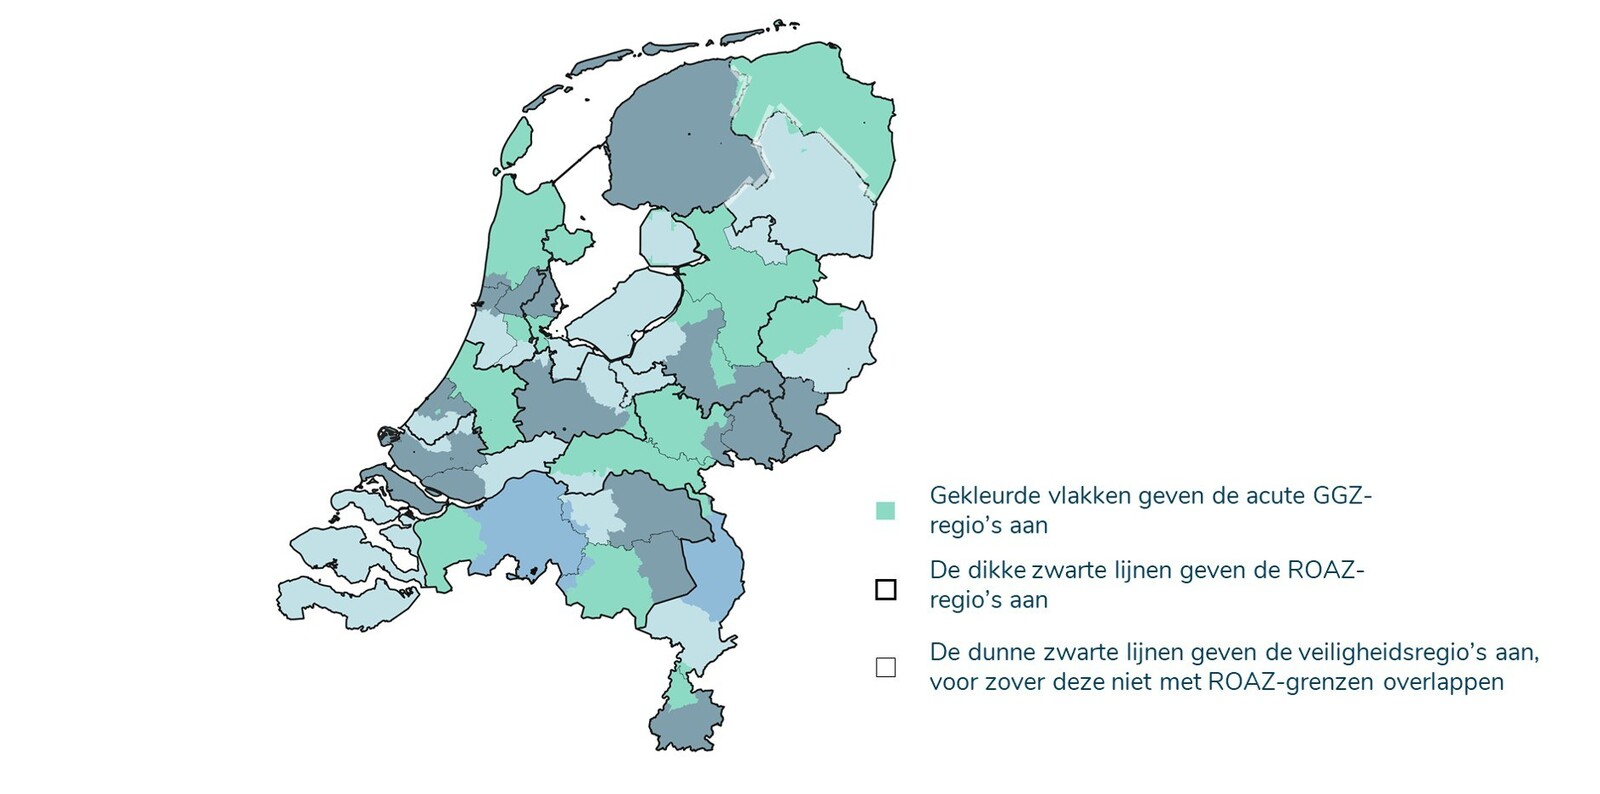 Gekleurde vlakken geven de acute GGZ-
regio's aan
De dikke zwarte lijnen geven de ROAZ-
regio's aan
De dunne zwarte lijnen geven de veiligheidsregio's aan,
voor zover deze niet met ROAZ-grenzen overlappen